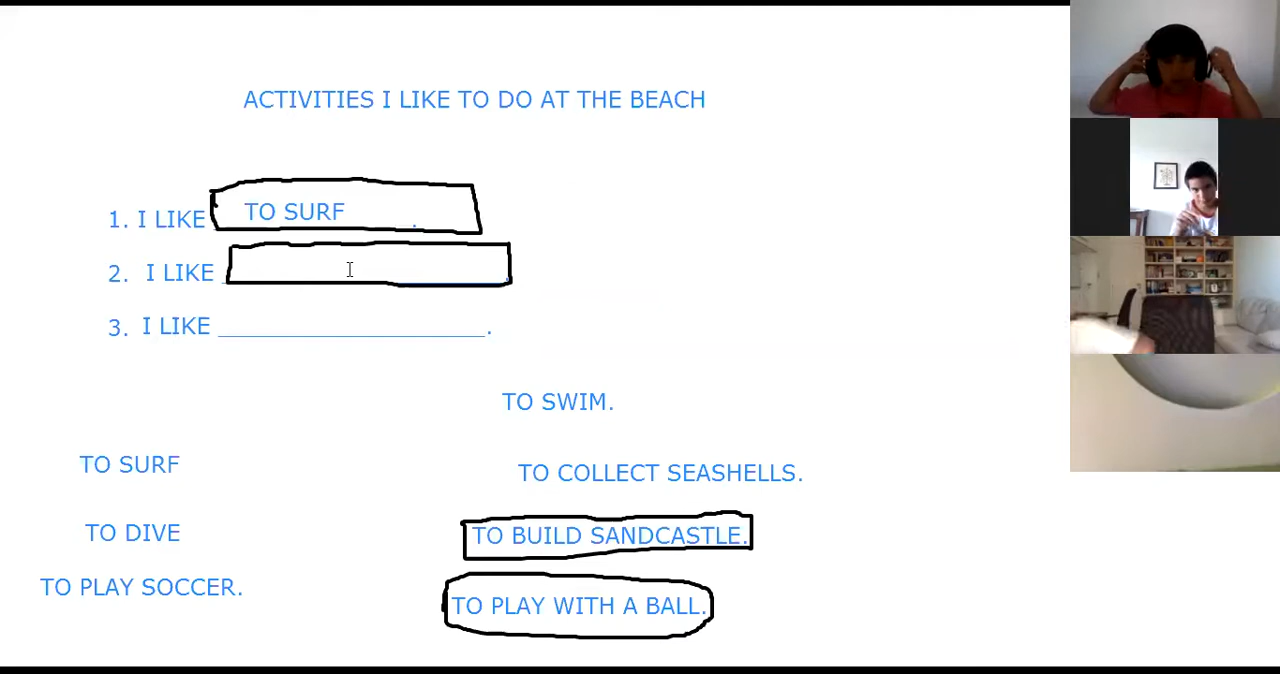 ACTIVITIES I LIKE TO DO AT THE BEACH
1. I LIKE TO SURF .
2. I LIKE
3. I LIKE ______________________.
TO SWIM.
TO SURF
TO COLLECT SEASHELLS.
TO DIVE
TO BUILD SANDCASTLE.
TO PLAY SOCCER.
TO PLAY WITH A BALL.